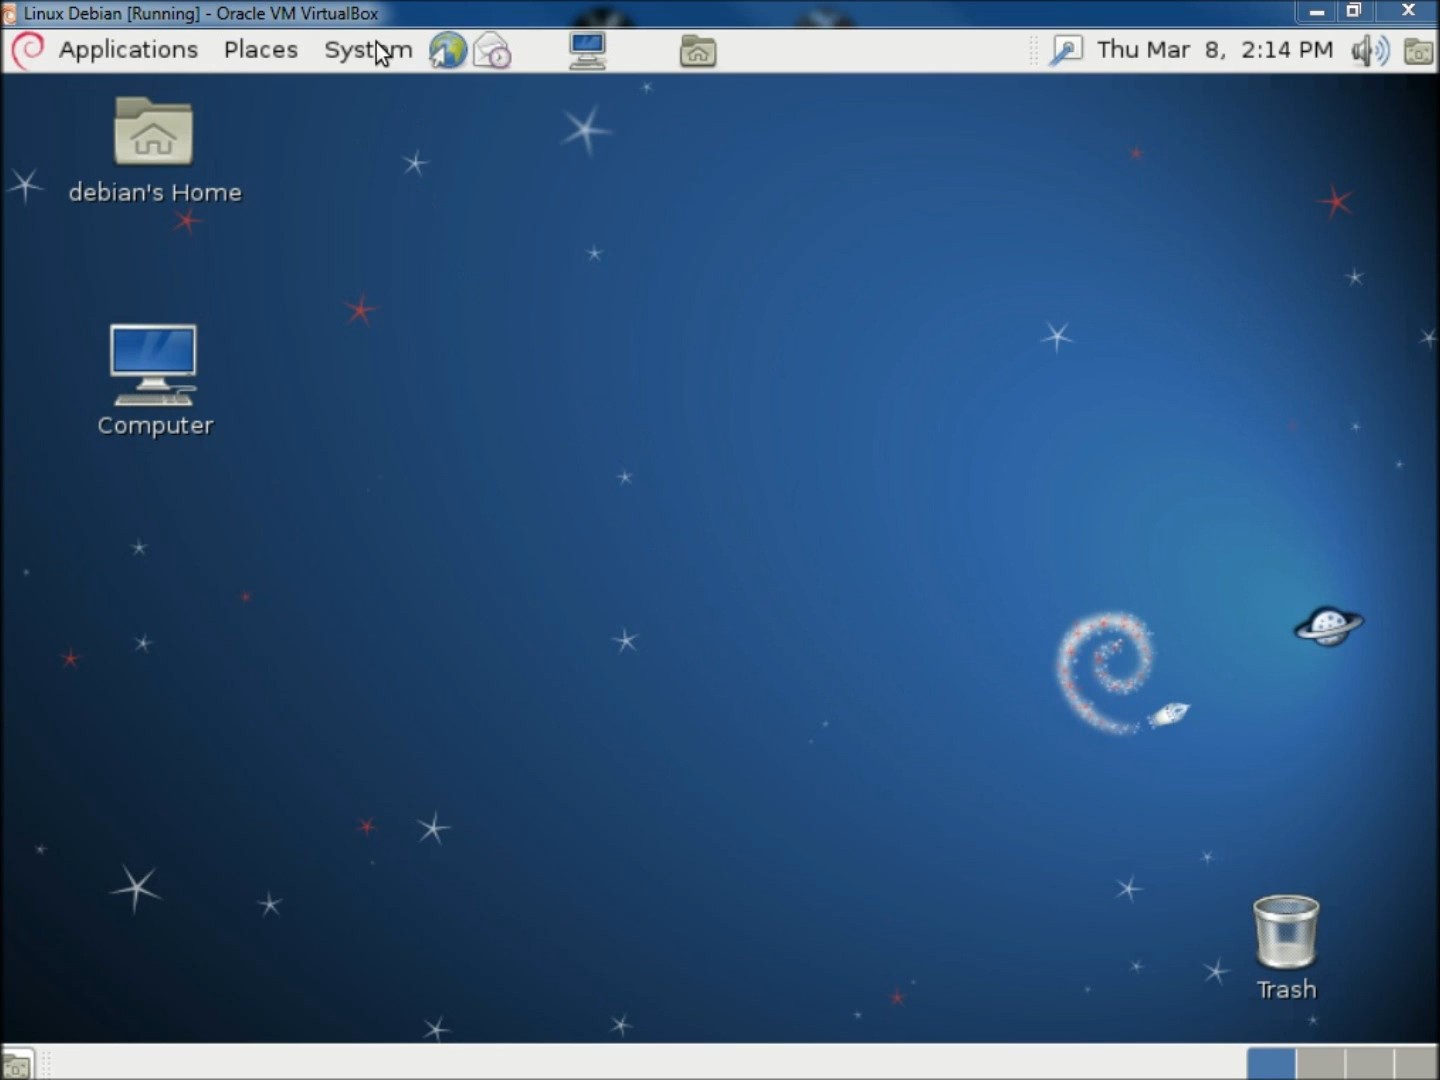 Linux Debian [Running] - Oracle VM VirtualBox
Applications Places System Thu Mar 8, 2:14 PM
debian's Home
Computer
Trash